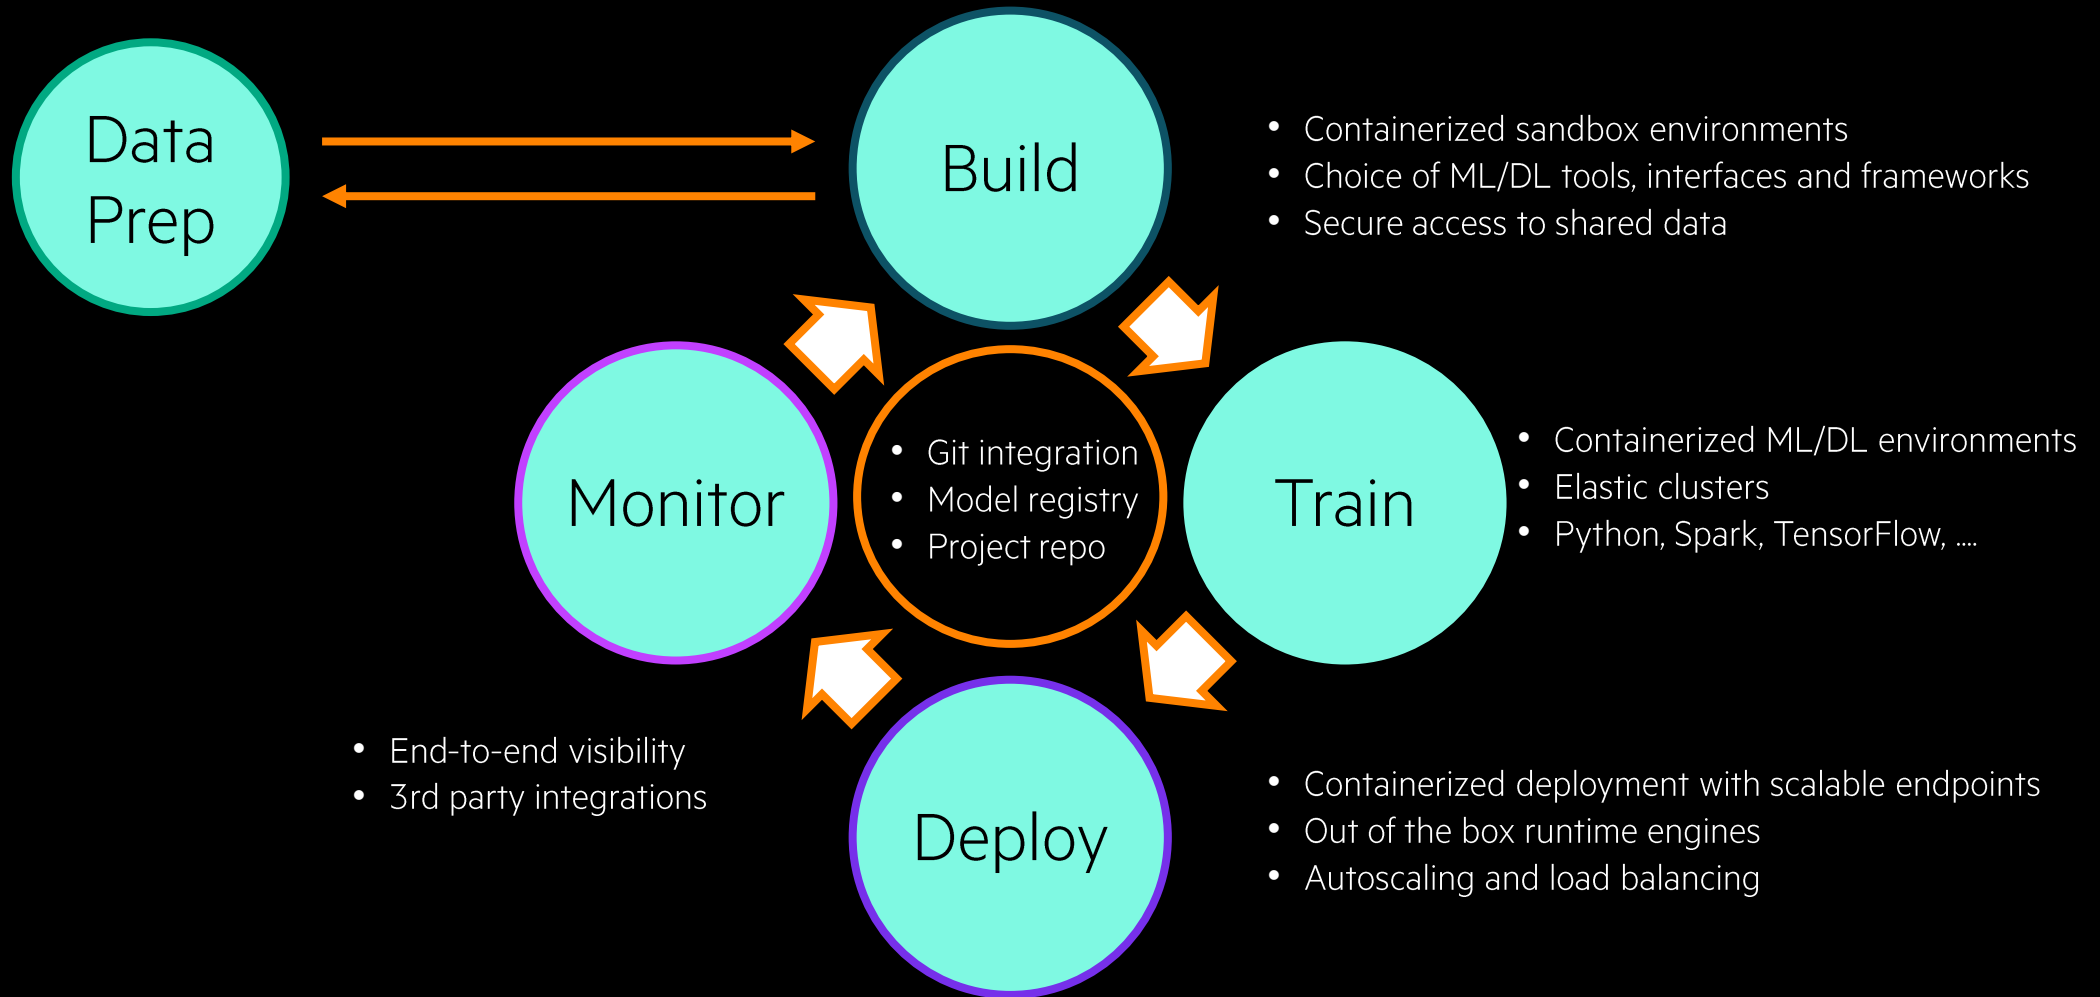 Data
Prep
Build
• Containerized sandbox environments
• Choice of ML/DL tools, interfaces and frameworks
• Secure access to shared data
Monitor
• Git integration
• Model registry
• Project repo
Train
• Containerized ML/DL environments
• Elastic clusters
• Python, Spark, TensorFlow, ....
• End-to-end visibility
• 3rd party integrations
Deploy
• Containerized deployment with scalable endpoints
• Out of the box runtime engines
• Autoscaling and load balancing